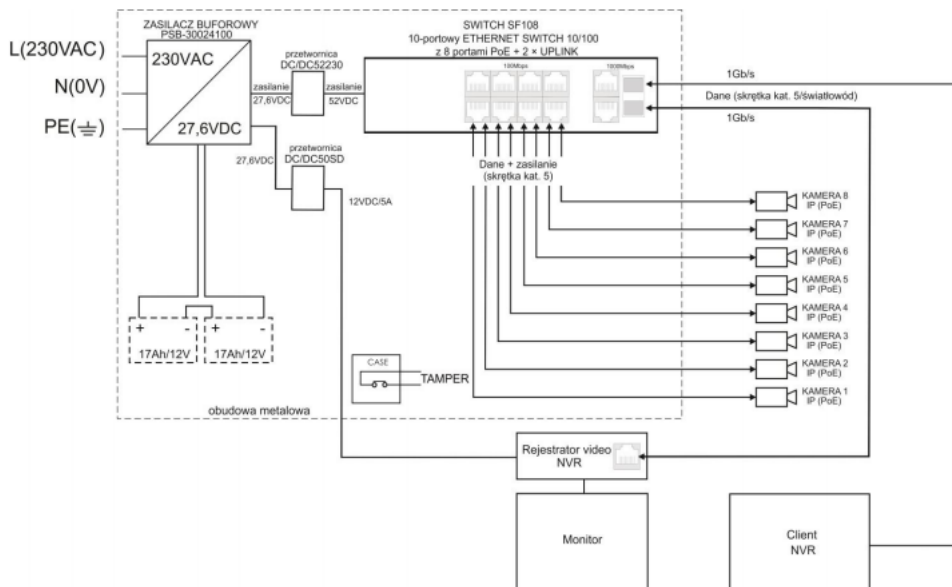 ZASILACZ BUFOROWY
PSB-30024100
L(230VAC)
N(0V)
PE(⏚)
230VAC
27,6VDC
zasilanie
27,6VDC
przetwornica
DC/DC52230
zasilanie
52VDC
SWITCH SF108
10-portowy ETHERNET SWITCH 10/100
z 8 portami PoE + 2 × UPLINK
100Mbps
1000Mbps
1Gb/s
Dane (skrętka kat. 5/światłowód)
1Gb/s
27,6VDC
przetwornica
DC/DC50SD
12VDC/5A
Dane + zasilanie
(skrętka kat. 5)
KAMERA 8
IP (PoE)
KAMERA 7
IP (PoE)
KAMERA 6
IP (PoE)
KAMERA 5
IP (PoE)
KAMERA 4
IP (PoE)
KAMERA 3
IP (PoE)
KAMERA 2
IP (PoE)
KAMERA 1
IP (PoE)
+ - + -
17Ah/12V 17Ah/12V
CASE
TAMPER
obudowa metalowa
Rejestrator video
NVR
Monitor
Client
NVR